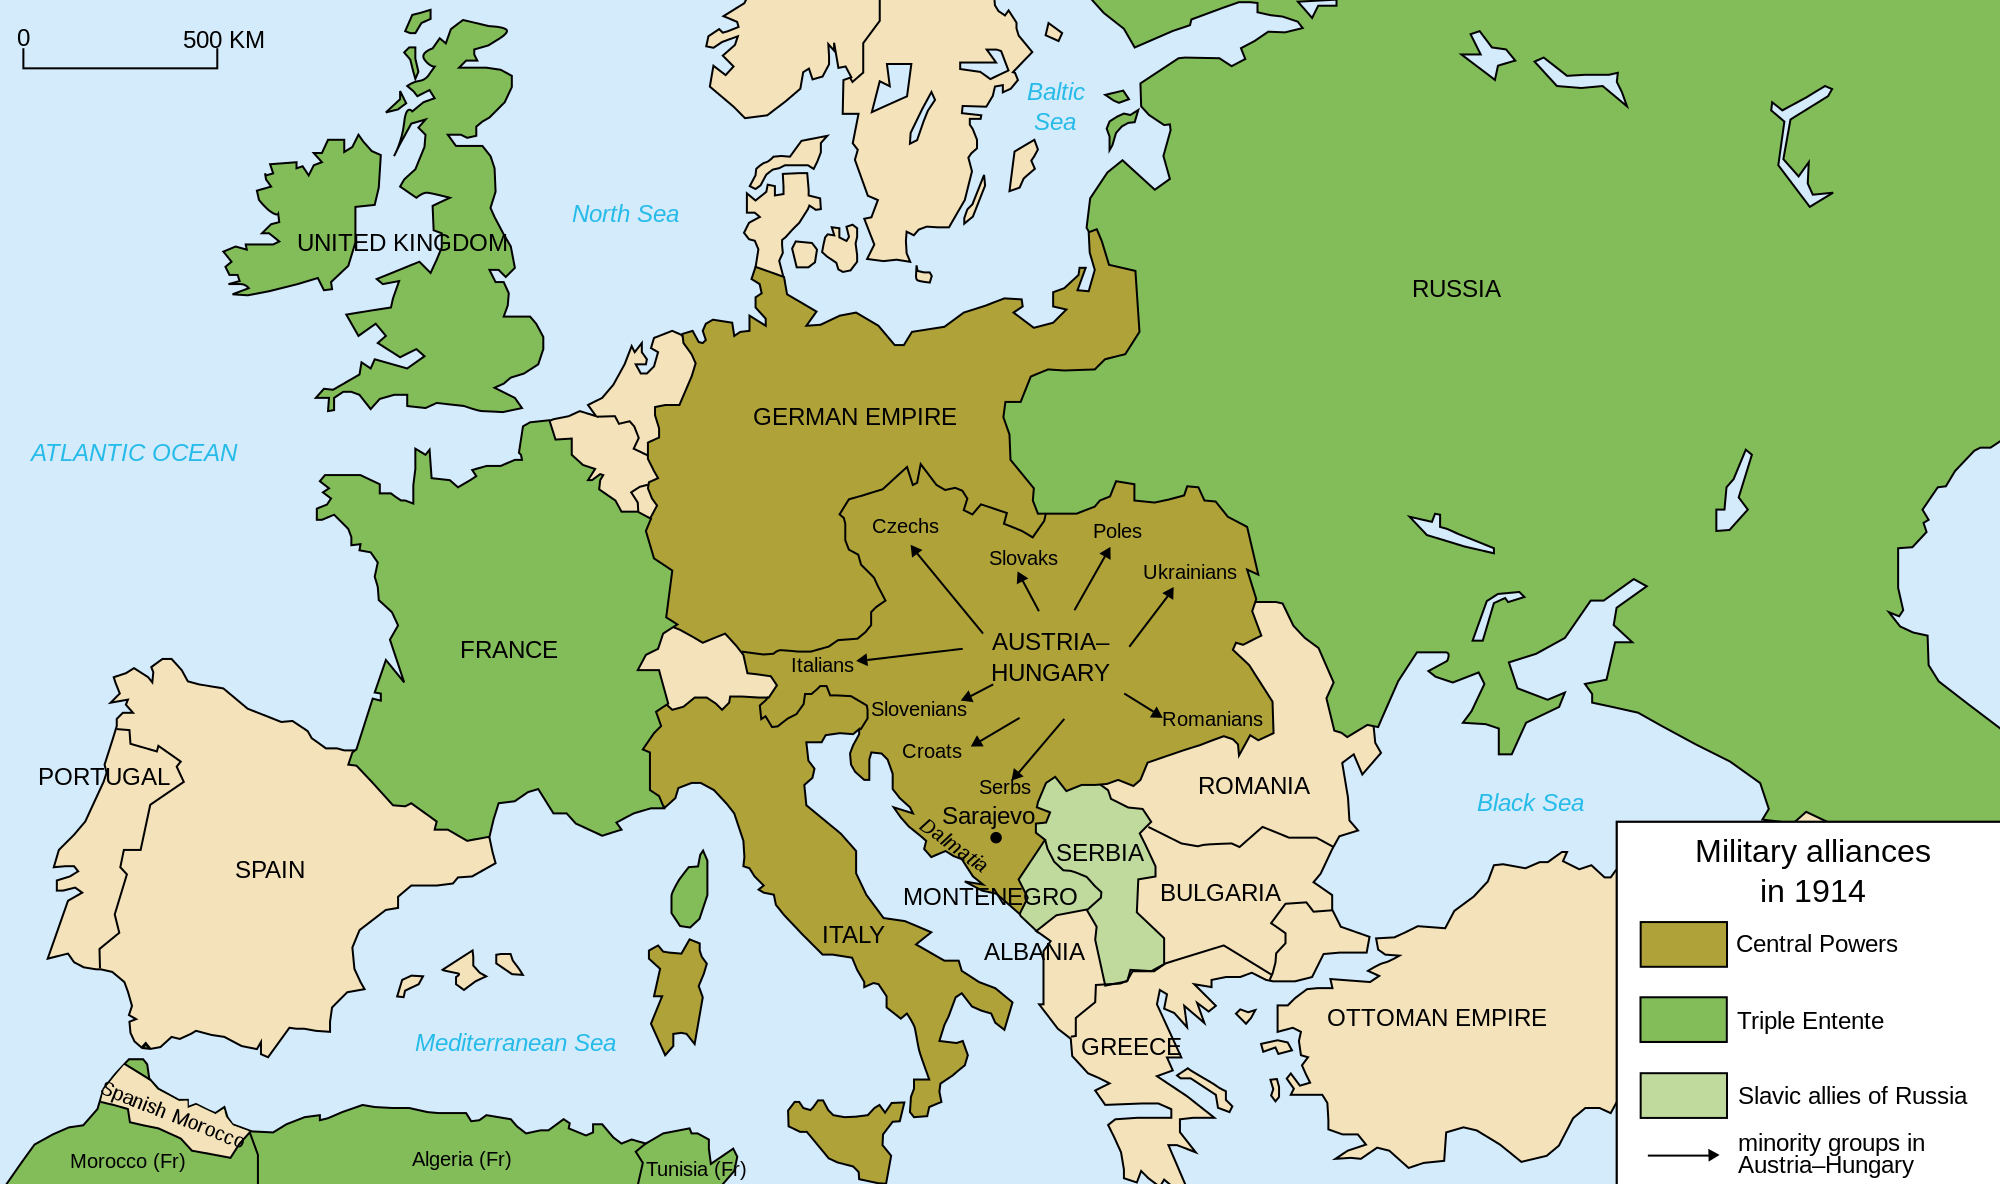 0
500 KM
Baltic
Sea
North Sea
UNITED KINGDOM
RUSSIA
GERMAN EMPIRE
ATLANTIC OCEAN
Czechs
Poles
Slovaks
Ukrainians
FRANCE
AUSTRIA–
HUNGARY
Italians
Slovenians
Romanians
Croats
Serbs
PORTUGAL
ROMANIA
Black Sea
Sarajevo
Dalmatia
SERBIA
SPAIN
MONTENEGRO
BULGARIA
ITALY
ALBANIA
OTTOMAN EMPIRE
Mediterranean Sea
GREECE
Spanish Morocco
Morocco (Fr)
Algeria (Fr)
Tunisia (Fr)
Military alliances
in 1914
Central Powers
Triple Entente
Slavic allies of Russia
minority groups in
Austria–Hungary